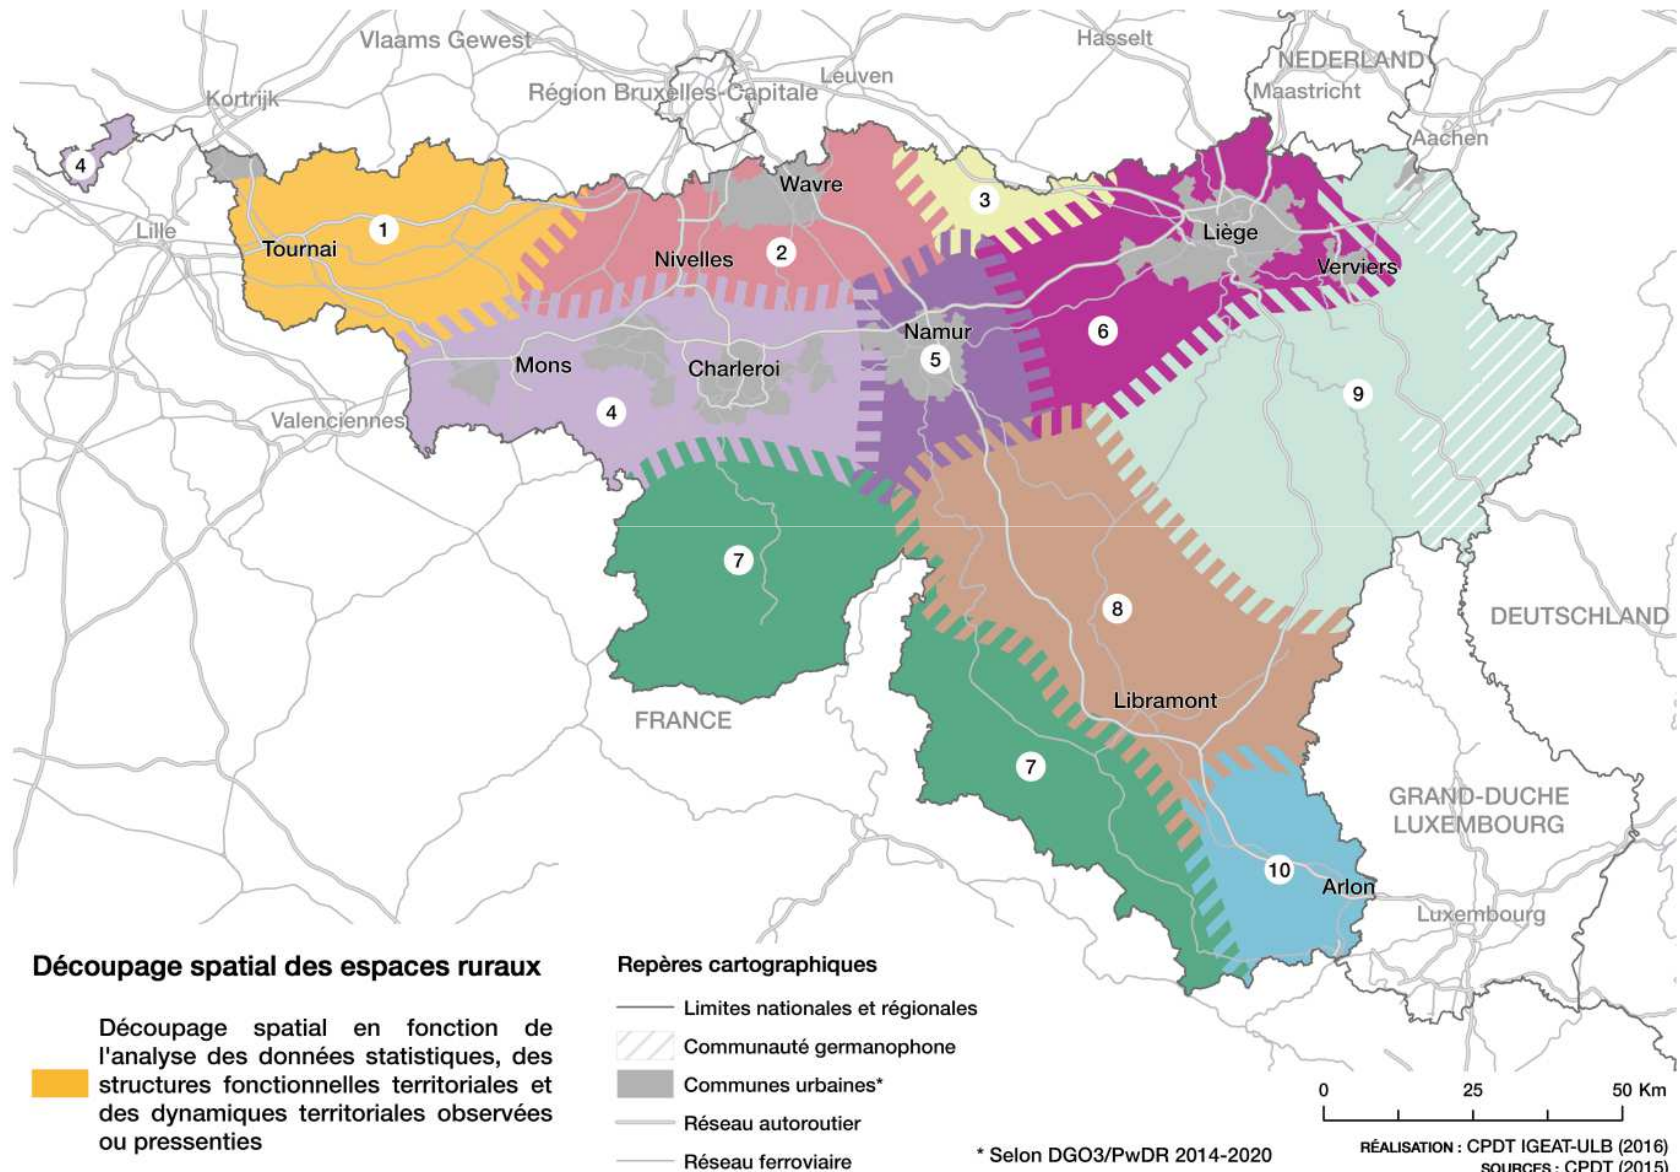 Vlaams Gewest
Hasselt
NEDERLAND
Leuven
Région Bruxelles-Capitale
Maastricht
Kortrijk
Aachen
4
Wavre
3
1
Lille
Tournai
Liège
Nivelles
2
Verviers
Namur
6
5
Mons
Charleroi
9
4
Valenciennes
7
8
DEUTSCHLAND
Libramont
FRANCE
7
GRAND-DUCHE
LUXEMBOURG
10
Arlon
Luxembourg
Découpage spatial des espaces ruraux
Découpage spatial en fonction de
l'analyse des données statistiques, des
structures fonctionnelles territoriales et
des dynamiques territoriales observées
ou pressenties
Repères cartographiques
Limites nationales et régionales
Communauté germanophone
Communes urbaines*
Réseau autoroutier
Réseau ferroviaire
* Selon DGO3/PwDR 2014-2020
0 25 50 Km
RÉALISATION : CPDT IGEAT-ULB (2016)
SOURCES : CPDT (2015)